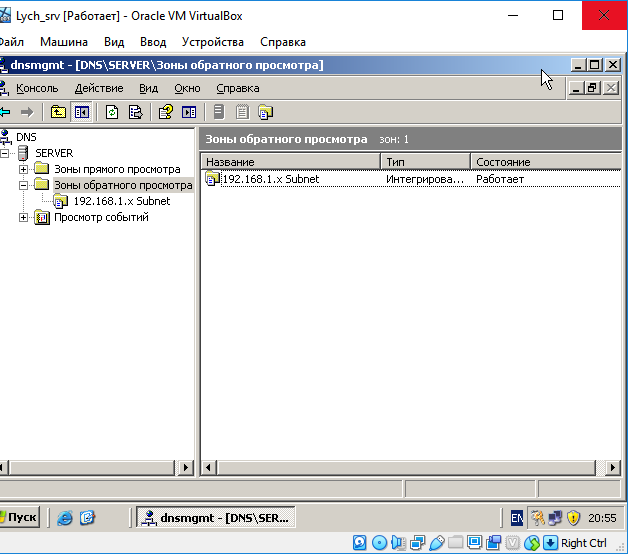 Lych_srv [Работает] - Oracle VM VirtualBox
Файл Машина Вид Ввод Устройства Справка
dnsmgmt - [DNS\SERVER\Зоны обратного просмотра]
Консоль Действие Вид Окно Справка
DNS
SERVER
Зоны прямого просмотра
Зоны обратного просмотра
192.168.1.x Subnet
Просмотр событий
Зоны обратного просмотра зон: 1
Название Тип Состояние
192.168.1.x Subnet Интегрирова... Работает
Пуск dnsmgmt - [DNS\SER... EN 20:55
Right Ctrl